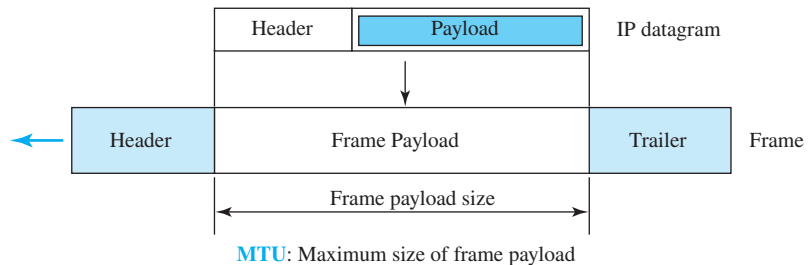 Header Payload IP datagram
Header Frame Payload Trailer Frame
Frame payload size
MTU: Maximum size of frame payload